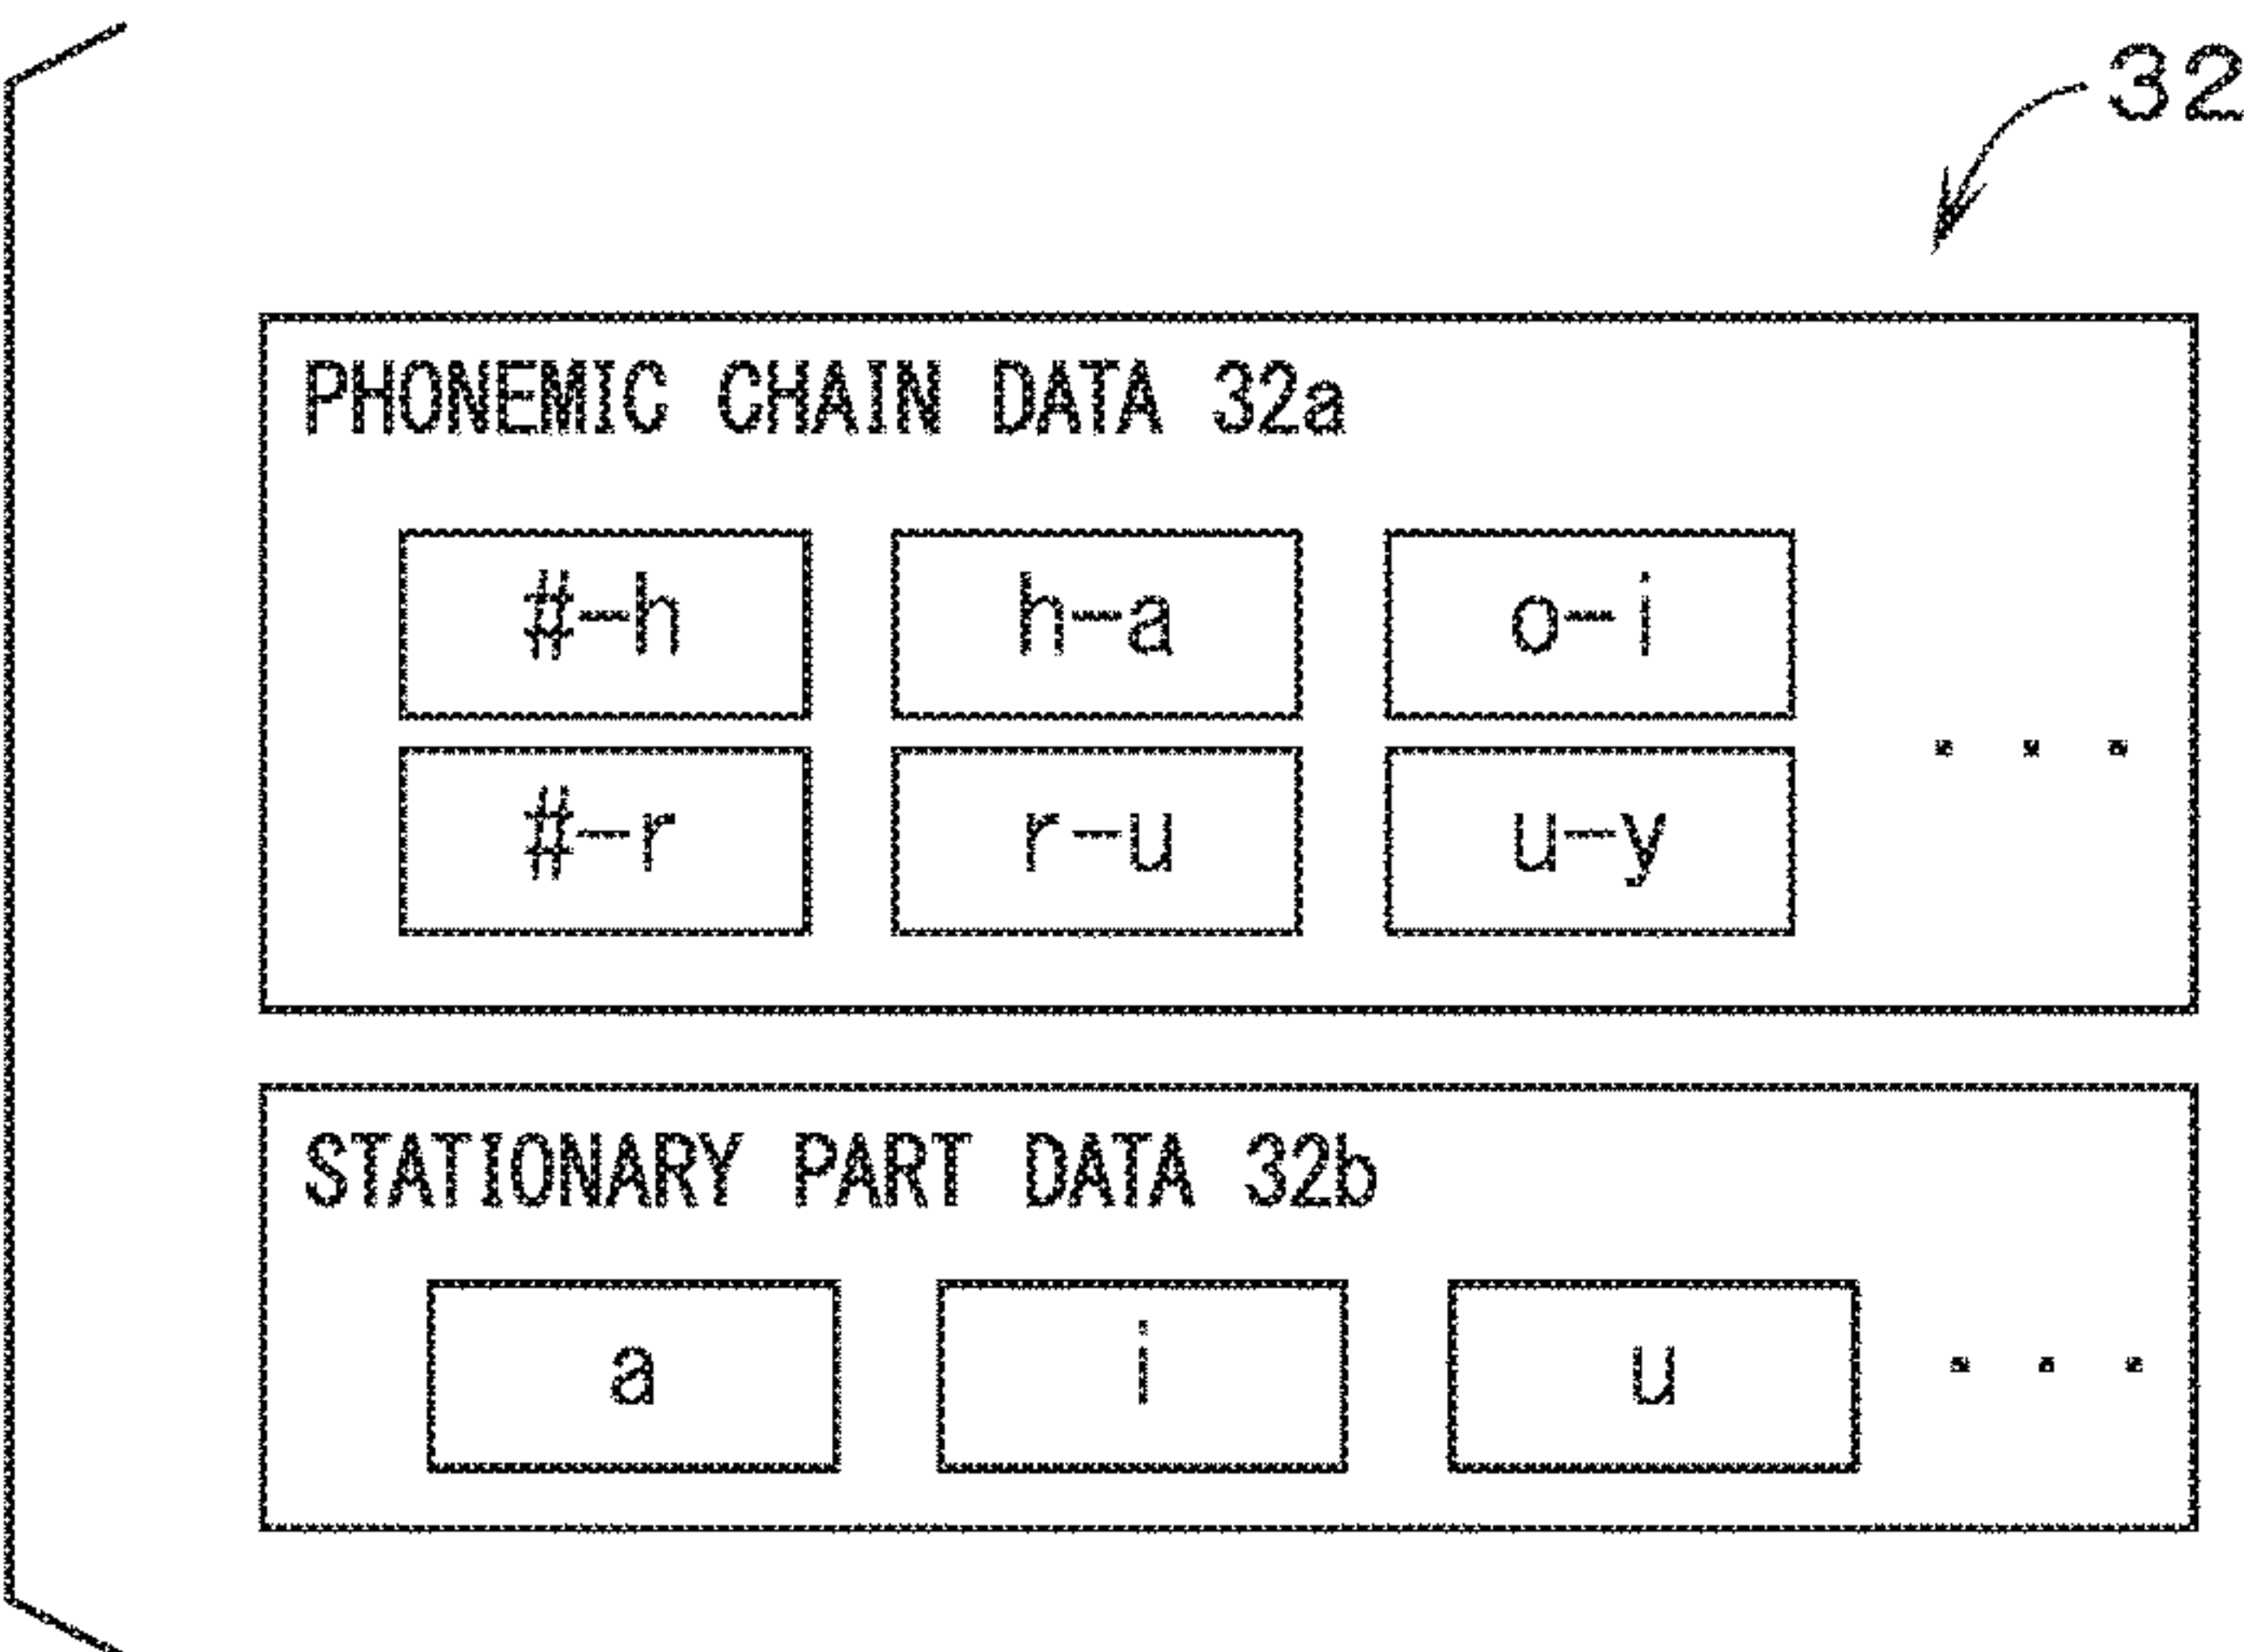 32
PHONEMIC CHAIN DATA 32a
#-h h-a o-i
#-r r-u u-y
. . .
STATIONARY PART DATA 32b
a i u . . .